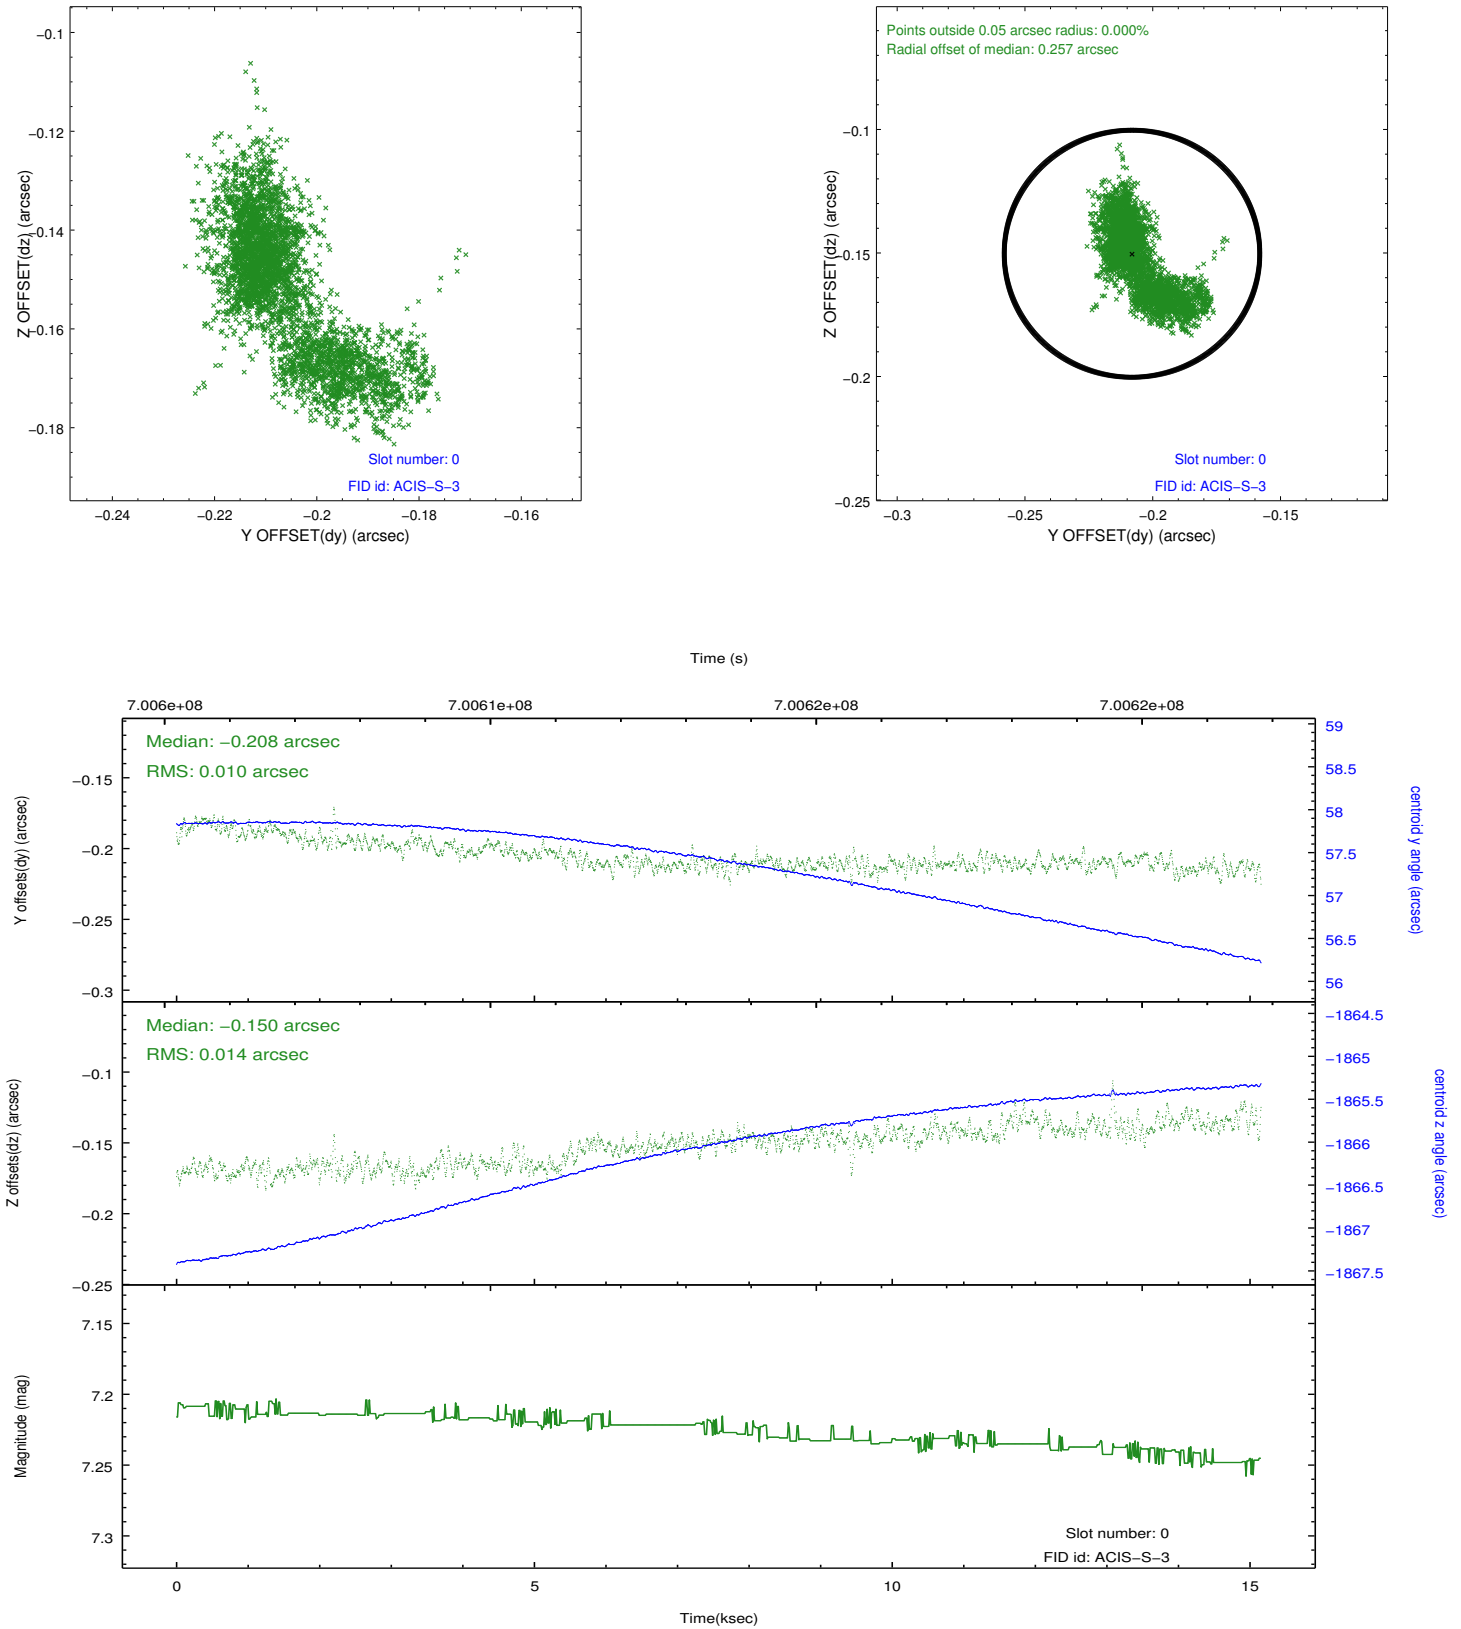 −0.1
−0.12
−0.14
−0.16
−0.18
Z OFFSET(dz) (arcsec)
Slot number: 0
FID id: ACIS−S−3
−0.24
−0.22
−0.2
−0.18
−0.16
Y OFFSET(dy) (arcsec)
Points outside 0.05 arcsec radius: 0.000%
Radial offset of median: 0.257 arcsec
−0.1
−0.15
−0.2
−0.25
Z OFFSET(dz) (arcsec)
Slot number: 0
FID id: ACIS−S−3
−0.3
−0.25
−0.2
−0.15
Y OFFSET(dy) (arcsec)
Time (s)
7.006e+08
7.0061e+08
7.0062e+08
7.0062e+08
Median: −0.208 arcsec
RMS: 0.010 arcsec
−0.15
−0.2
−0.25
−0.3
Y offsets(dy) (arcsec)
59
58.5
58
57.5
57
56.5
56
centroid y angle (arcsec)
Median: −0.150 arcsec
RMS: 0.014 arcsec
−0.1
−0.15
−0.2
−0.25
Z offsets(dz) (arcsec)
−1864.5
−1865
−1865.5
−1866
−1866.5
−1867
−1867.5
centroid z angle (arcsec)
7.15
7.2
7.25
7.3
Magnitude (mag)
Slot number: 0
FID id: ACIS−S−3
0
5
10
15
Time(ksec)